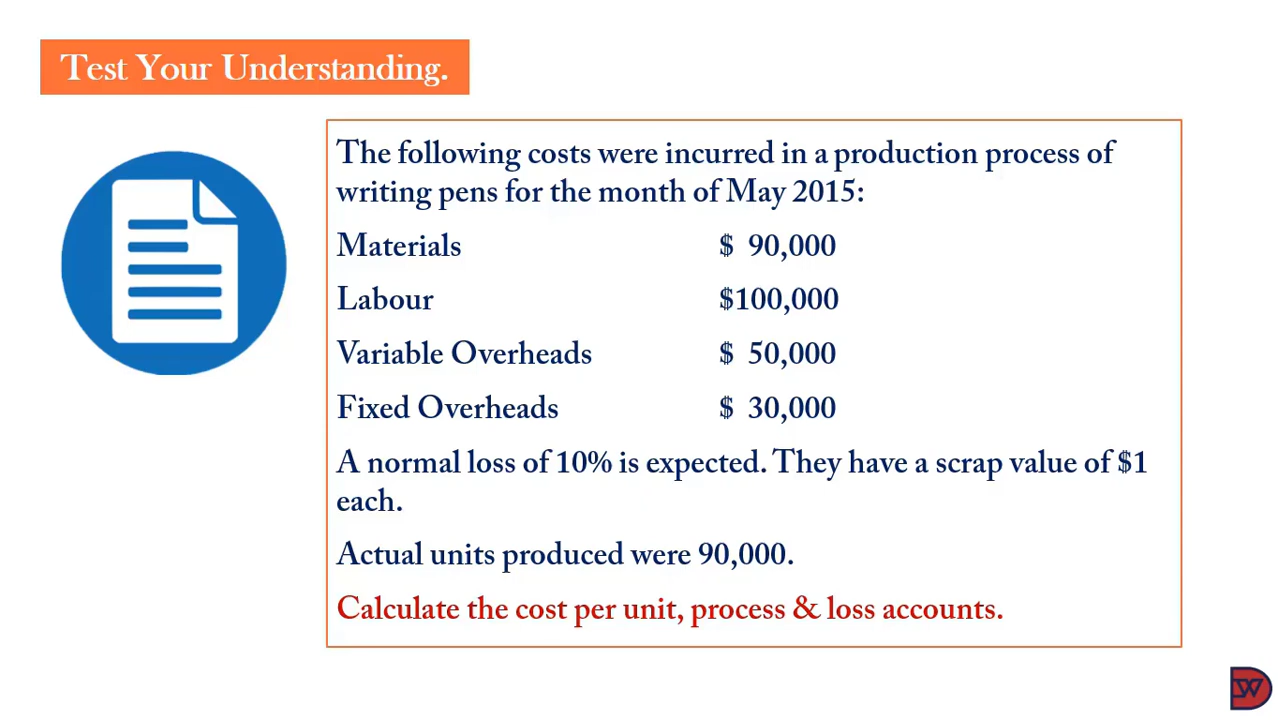 Test Your Understanding.
The following costs were incurred in a production process of
writing pens for the month of May 2015:
Materials $ 90,000
Labour $100,000
Variable Overheads $ 50,000
Fixed Overheads $ 30,000
A normal loss of 10% is expected. They have a scrap value of $1
each.
Actual units produced were 90,000.
Calculate the cost per unit, process & loss accounts.
DW